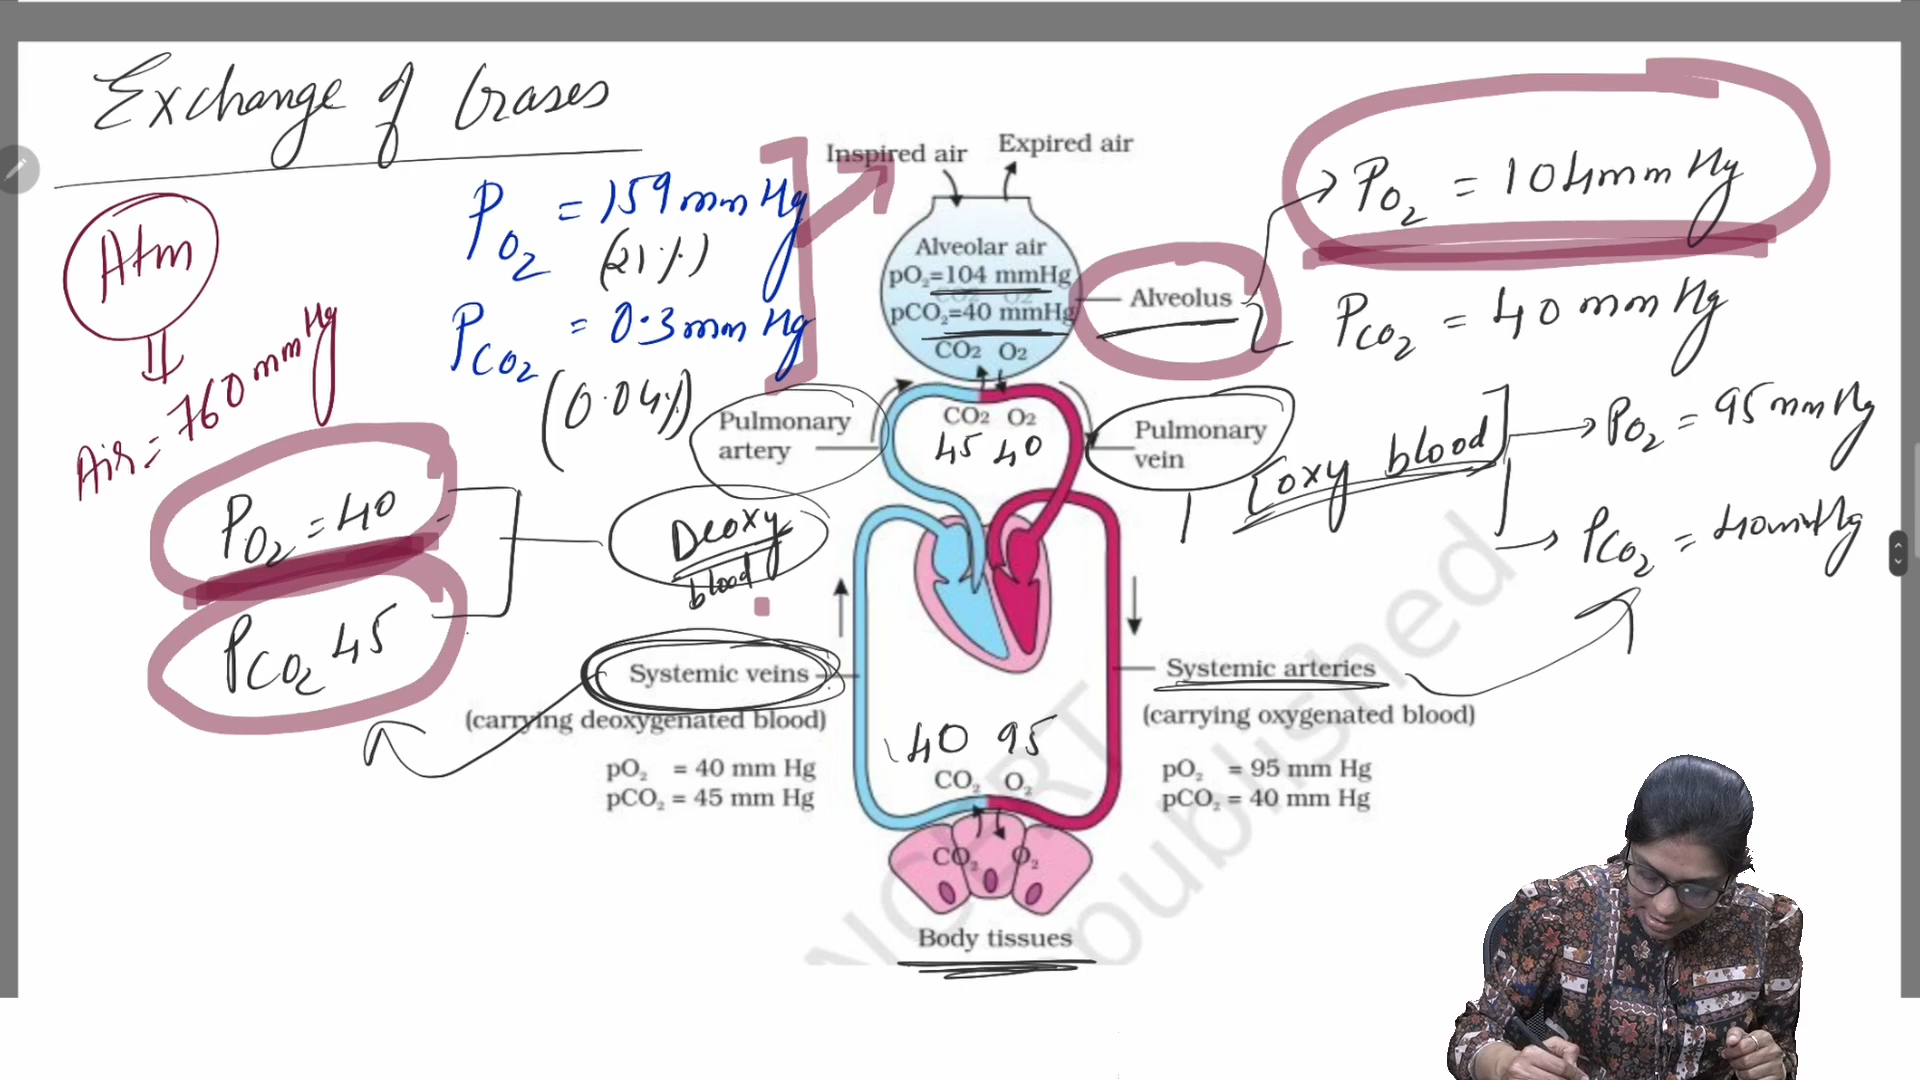 Exchange of Gases
Atm
Air = 760 mm Hg
PO2 = 159 mm Hg
(21%)
PCO2 = 0.3 mm Hg
(0.04%)
Inspired air
Expired air
Alveolar air
pO2=104 mmHg
pCO2=40 mmHg
CO2 O2
Alveolus
PO2 = 104 mm Hg
PCO2 = 40 mm Hg
Pulmonary
artery
CO2 O2
45 40
Pulmonary
vein
[oxy blood]
PO2 = 95 mm Hg
PCO2 = 40 mm Hg
PO2 = 40
PCO2 45
Deoxy
blood
Systemic veins
(carrying deoxygenated blood)
pO2 = 40 mm Hg
pCO2 = 45 mm Hg
Systemic arteries
(carrying oxygenated blood)
pO2 = 95 mm Hg
pCO2 = 40 mm Hg
40 95
CO2 O2
CO2 O2
Body tissues
NCERT
published